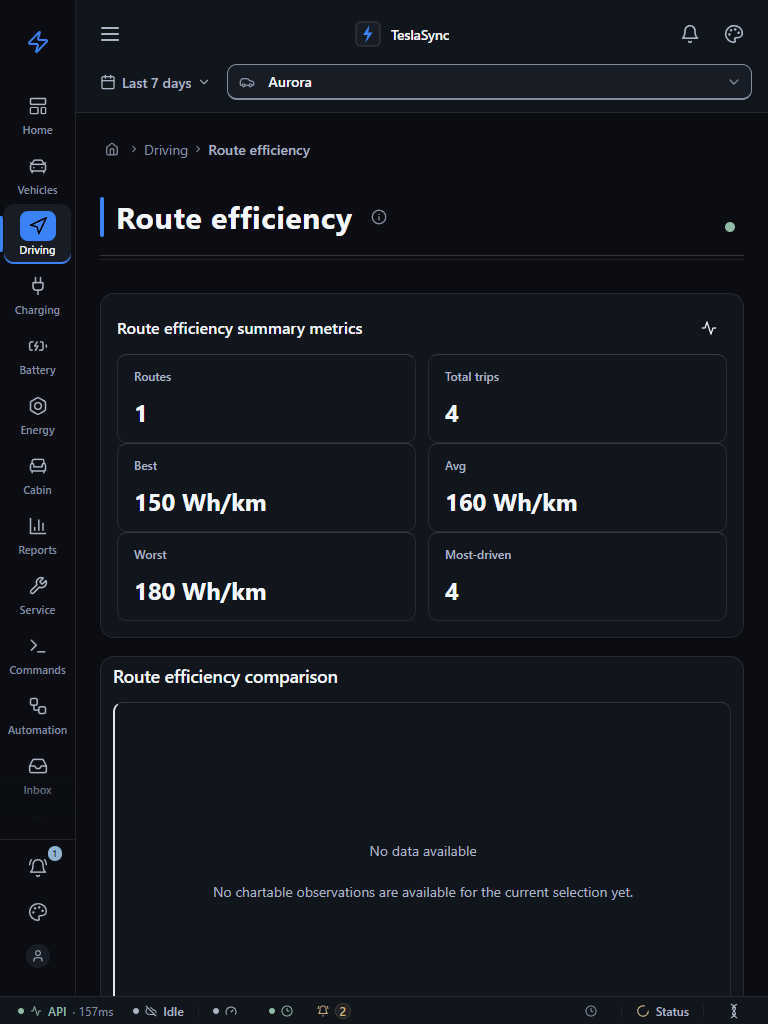 TeslaSync
Last 7 days
Aurora
Home
Vehicles
Driving
Charging
Battery
Energy
Cabin
Reports
Service
Commands
Automation
Inbox
1
Driving
Route efficiency
Route efficiency
Route efficiency summary metrics
Routes
1
Total trips
4
Best
150 Wh/km
Avg
160 Wh/km
Worst
180 Wh/km
Most-driven
4
Route efficiency comparison
No data available
No chartable observations are available for the current selection yet.
API · 157ms
Idle
2
Status